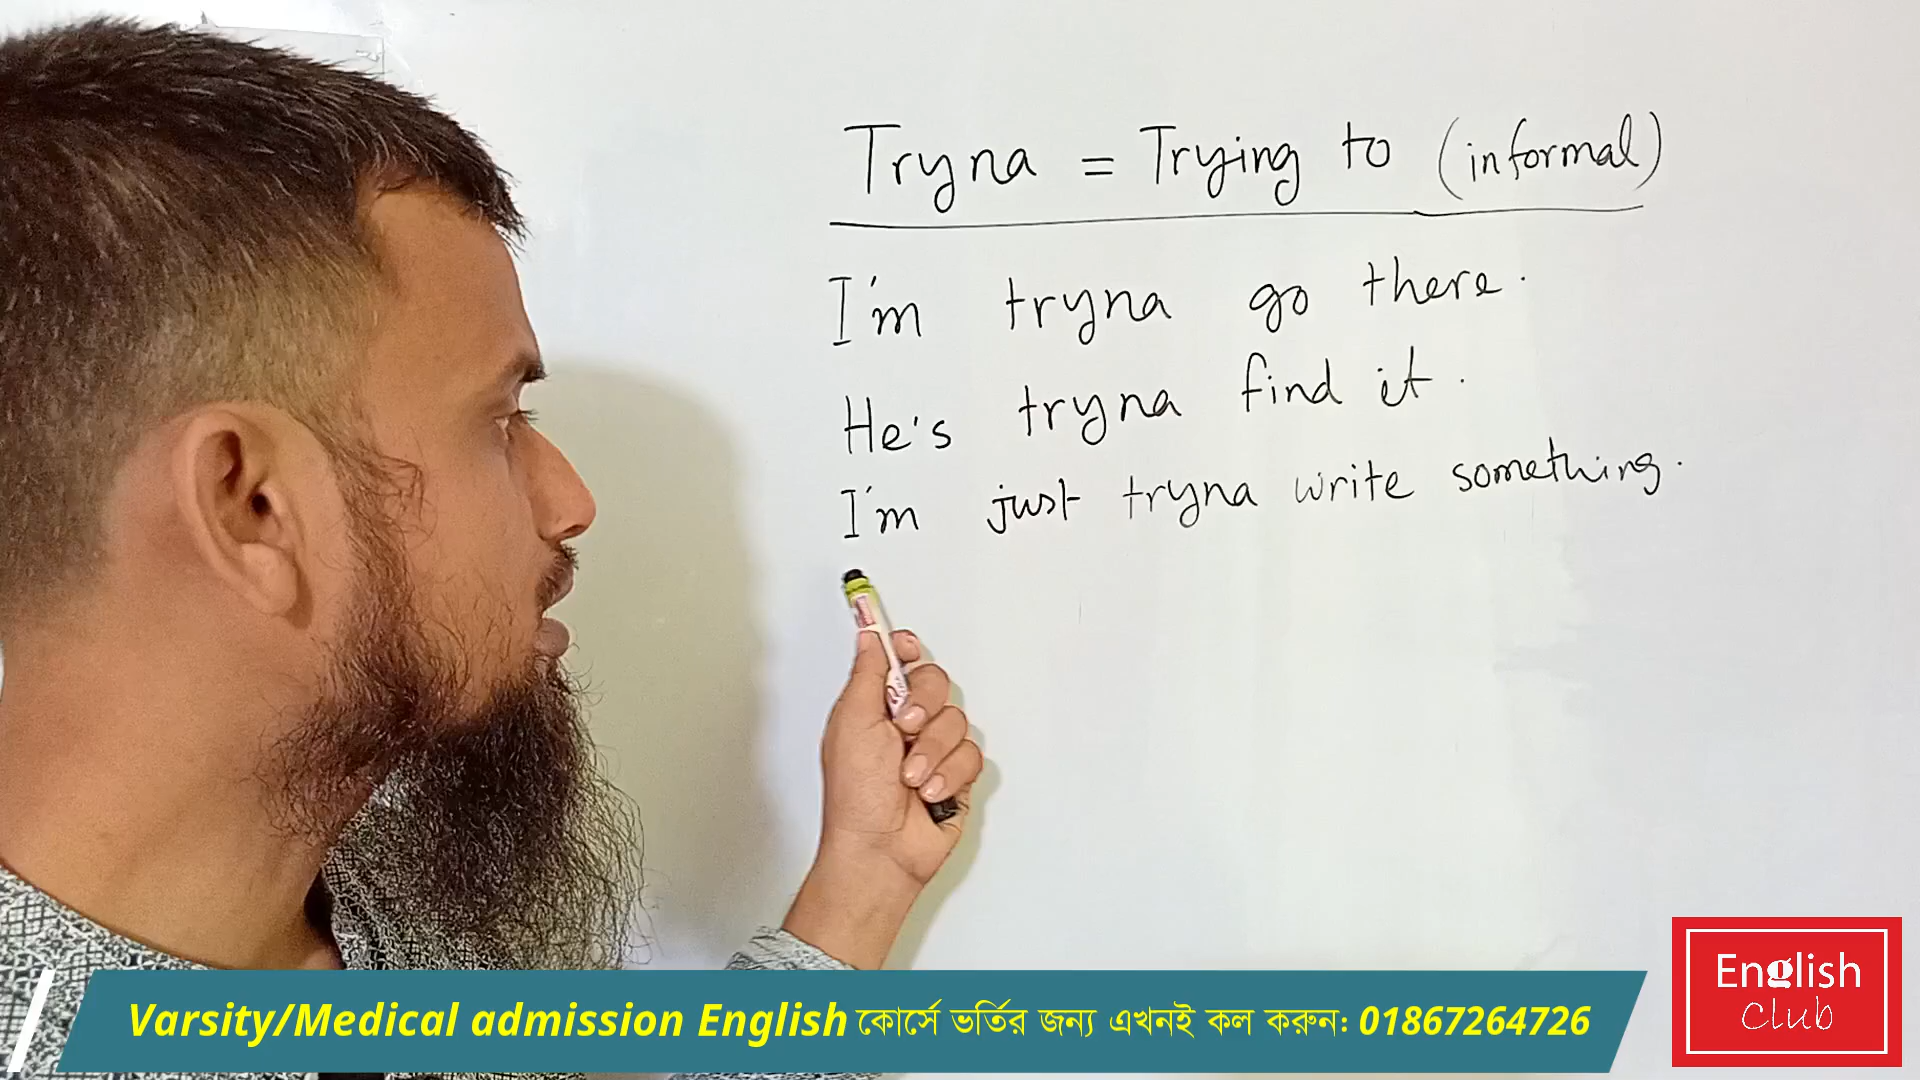 Tryna = Trying to (informal)
I'm tryna go there.
He's tryna find it.
I'm just tryna write something.
Varsity/Medical admission English কোর্সে ভর্তির জন্য এখনই কল করুন: 01867264726
English
Club